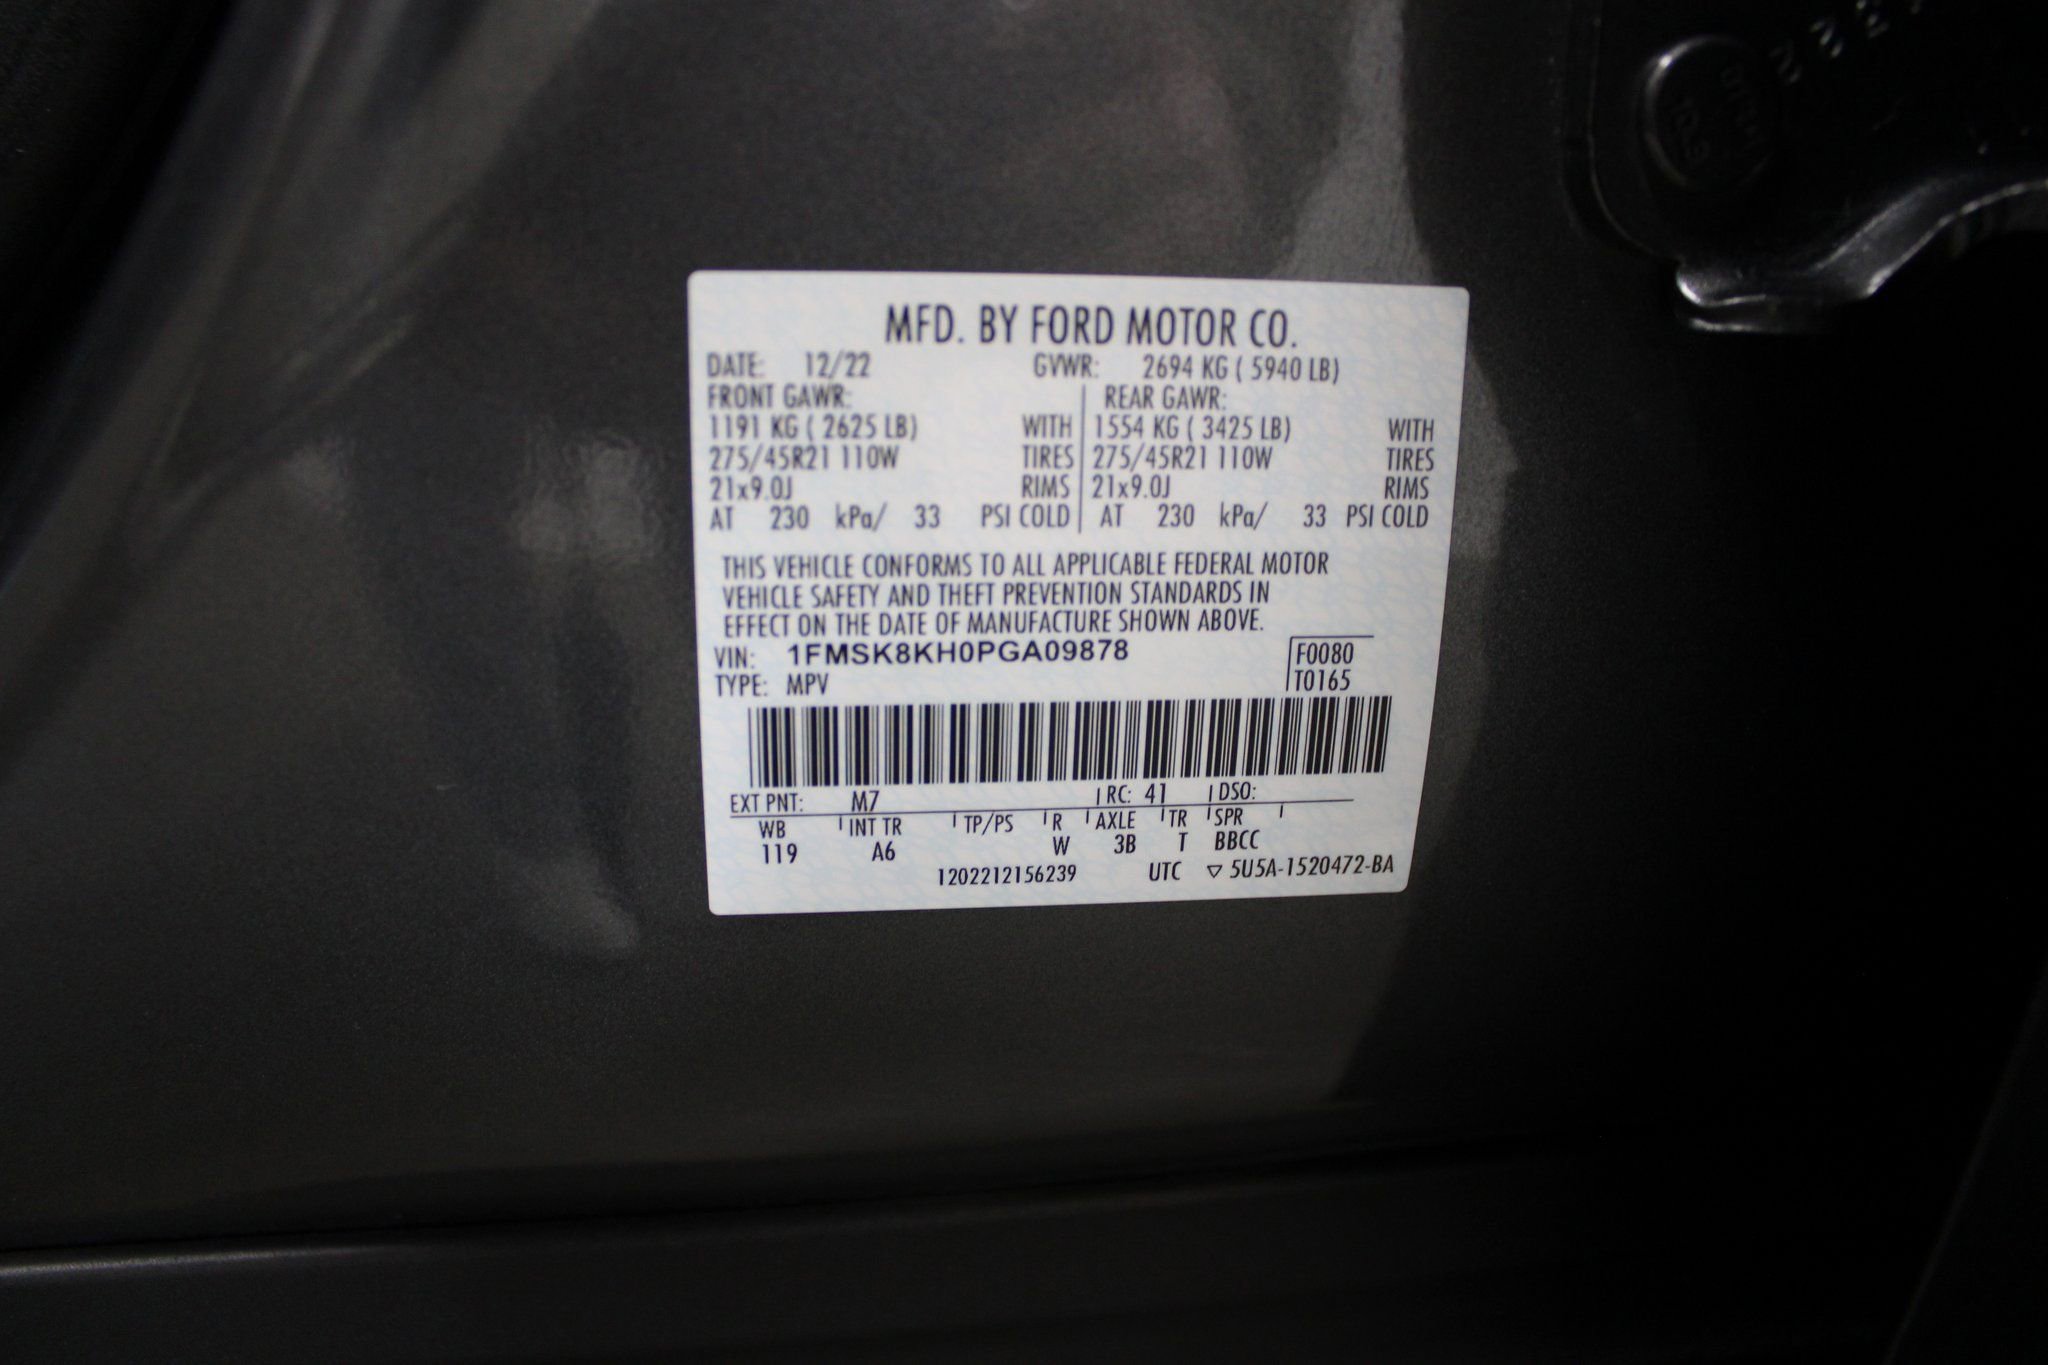 MFD. BY FORD MOTOR CO.
DATE: 12/22 GVWR: 2694 KG ( 5940 LB)
FRONT GAWR: REAR GAWR:
1191 KG ( 2625 LB) WITH 1554 KG ( 3425 LB) WITH
275/45R21 110W TIRES 275/45R21 110W TIRES
21x9.0J RIMS 21x9.0J RIMS
AT 230 kPa/ 33 PSI COLD AT 230 kPa/ 33 PSI COLD
THIS VEHICLE CONFORMS TO ALL APPLICABLE FEDERAL MOTOR
VEHICLE SAFETY AND THEFT PREVENTION STANDARDS IN
EFFECT ON THE DATE OF MANUFACTURE SHOWN ABOVE.
VIN: 1FMSK8KH0PGA09878 F0080
TYPE: MPV T0165
EXT PNT: M7 RC: 41 DSO:
WB INT TR TP/PS R AXLE TR SPR
119 A6 W 3B T BBCC
1202212156239 UTC ▽ 5U5A-1520472-BA